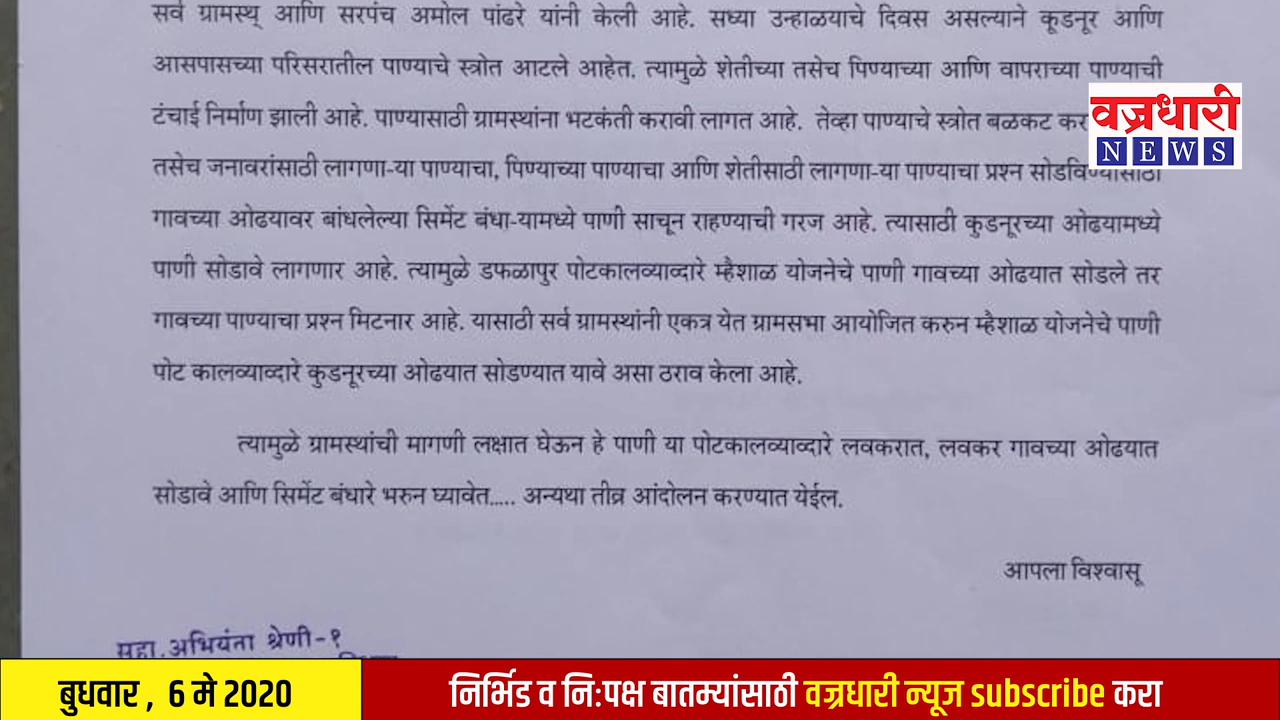 सर्व ग्रामस्थ् आणि सरपंच अमोल पांढरे यांनी केली आहे. सध्या उन्हाळयाचे दिवस असल्याने कूडनूर आणि
आसपासच्या परिसरातील पाण्याचे स्त्रोत आटले आहेत. त्यामुळे शेतीच्या तसेच पिण्याच्या आणि वापराच्या पाण्याची
टंचाई निर्माण झाली आहे. पाण्यासाठी ग्रामस्थांना भटकंती करावी लागत आहे. तेव्हा पाण्याचे स्त्रोत बळकट
वज्रधारी
NEWS
तसेच जनावरांसाठी लागणा-या पाण्याचा, पिण्याच्या पाण्याचा आणि शेतीसाठी लागणा-या पाण्याचा प्रश्न सोडविण्यासाठी
गावच्या ओढयावर बांधलेल्या सिमेंट बंधा-यामध्ये पाणी साचून राहण्याची गरज आहे. त्यासाठी कुडनूरच्या ओढयामध्ये
पाणी सोडावे लागणार आहे. त्यामुळे डफळापुर पोटकालव्याव्दारे म्हैशाळ योजनेचे पाणी गावच्या ओढयात सोडले तर
गावच्या पाण्याचा प्रश्न मिटनार आहे. यासाठी सर्व ग्रामस्थांनी एकत्र येत ग्रामसभा आयोजित करुन म्हैशाळ योजनेचे पाणी
पोट कालव्याव्दारे कुडनूरच्या ओढयात सोडण्यात यावे असा ठराव केला आहे.
त्यामुळे ग्रामस्थांची मागणी लक्षात घेऊन हे पाणी या पोटकालव्याव्दारे लवकरात, लवकर गावच्या ओढयात
सोडावे आणि सिमेंट बंधारे भरुन घ्यावेत..... अन्यथा तीव्र आंदोलन करण्यात येईल.
आपला विश्वासू
सहा. अभियंता श्रेणी-१
बुधवार , 6 मे 2020
निर्भिड व नि:पक्ष बातम्यांसाठी वज्रधारी न्यूज subscribe करा